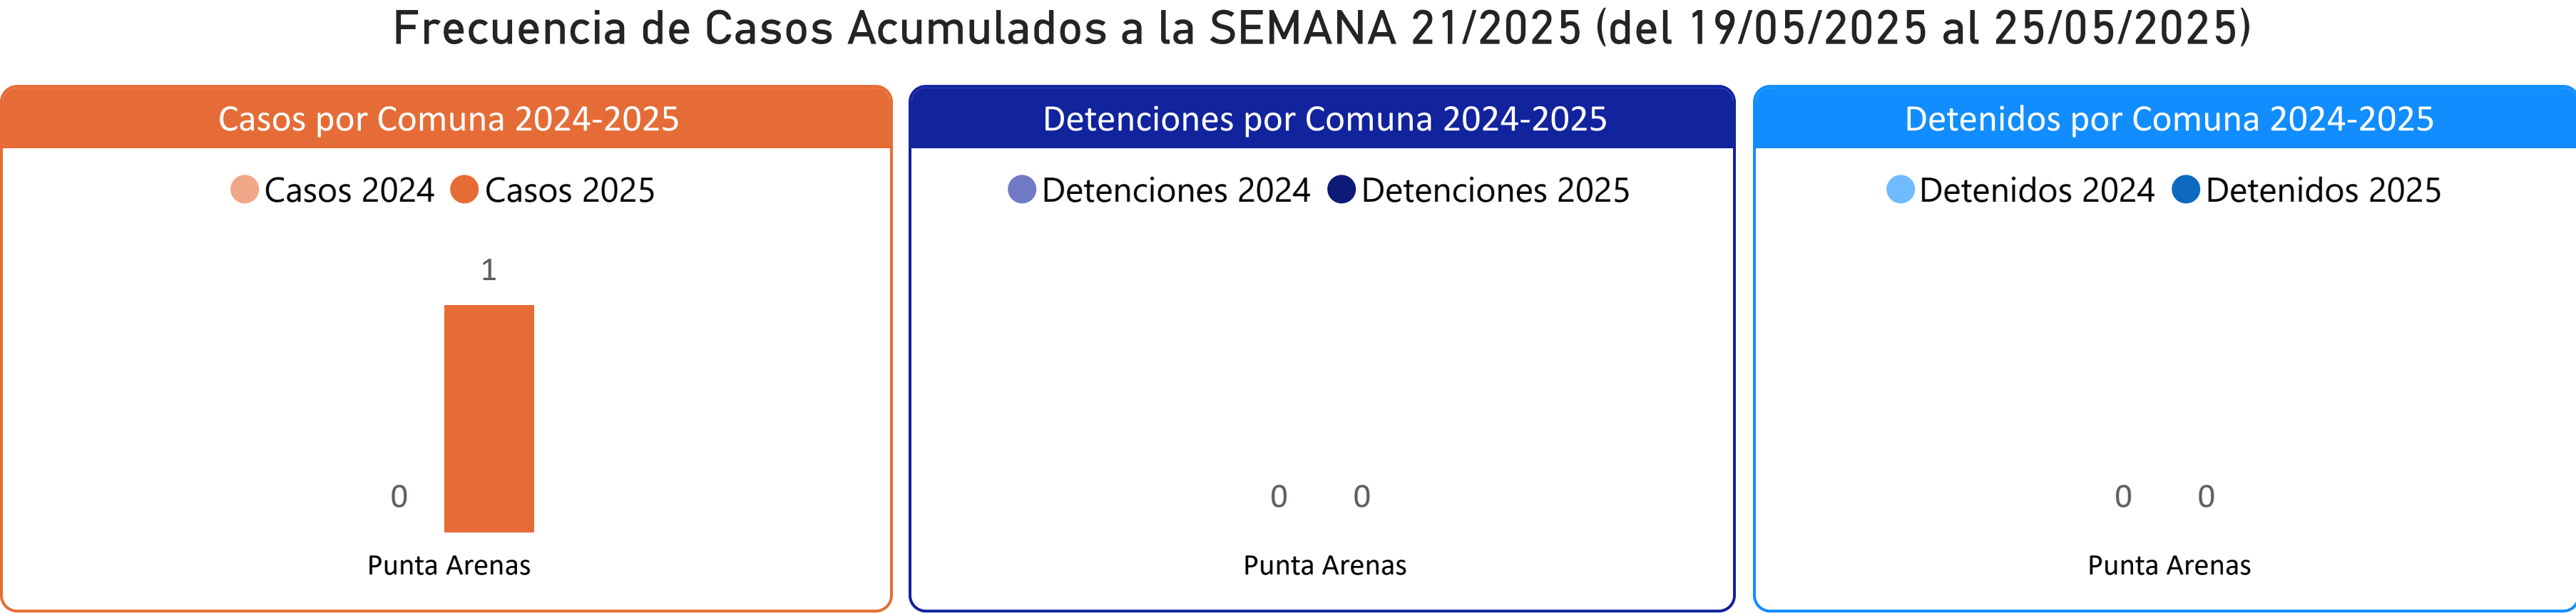 Frecuencia de Casos Acumulados a la SEMANA 21/2025 (del 19/05/2025 al 25/05/2025)
Casos por Comuna 2024-2025
Casos 2024 Casos 2025
1
0
Punta Arenas
Detenciones por Comuna 2024-2025
Detenciones 2024 Detenciones 2025
0 0
Punta Arenas
Detenidos por Comuna 2024-2025
Detenidos 2024 Detenidos 2025
0 0
Punta Arenas